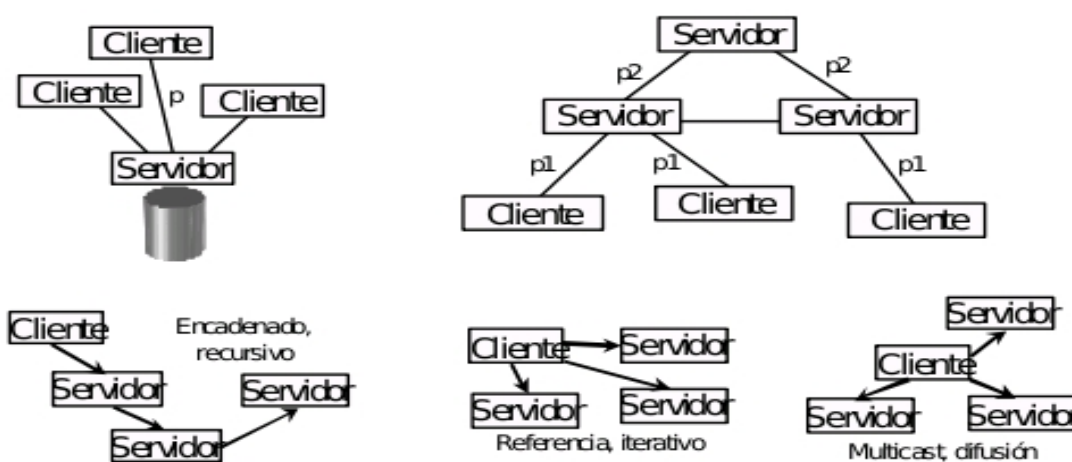 Cliente
Cliente
p
Cliente
Servidor
Servidor
p2
p2
Servidor
Servidor
p1
p1
p1
Cliente
Cliente
Cliente
Cliente
Encadenado,
recursivo
Servidor
Servidor
Servidor
Cliente
Servidor
Servidor
Servidor
Referencia, iterativo
Servidor
Cliente
Servidor
Servidor
Multicast, difusión